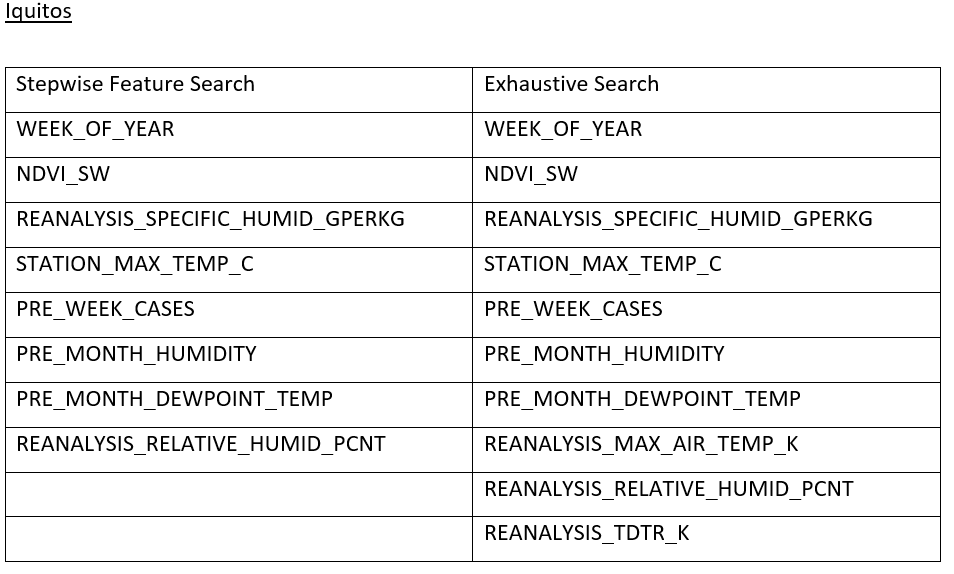 Iquitos
Stepwise Feature Search Exhaustive Search
WEEK_OF_YEAR WEEK_OF_YEAR
NDVI_SW NDVI_SW
REANALYSIS_SPECIFIC_HUMID_GPERKG REANALYSIS_SPECIFIC_HUMID_GPERKG
STATION_MAX_TEMP_C STATION_MAX_TEMP_C
PRE_WEEK_CASES PRE_WEEK_CASES
PRE_MONTH_HUMIDITY PRE_MONTH_HUMIDITY
PRE_MONTH_DEWPOINT_TEMP PRE_MONTH_DEWPOINT_TEMP
REANALYSIS_RELATIVE_HUMID_PCNT REANALYSIS_MAX_AIR_TEMP_K
REANALYSIS_RELATIVE_HUMID_PCNT
REANALYSIS_TDTR_K